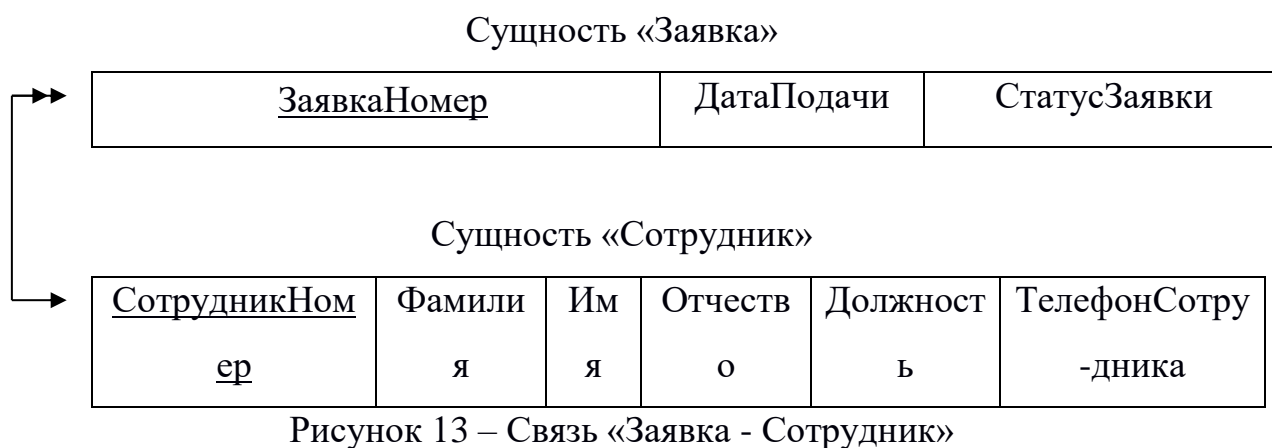 Сущность «Заявка»
ЗаявкаНомер ДатаПодачи СтатусЗаявки
Сущность «Сотрудник»
СотрудникНом Фамили Им Отчеств Должност ТелефонСотру
ер я я о ь -дника
Рисунок 13 – Связь «Заявка - Сотрудник»